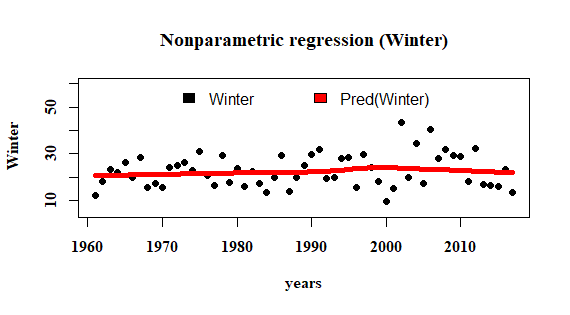 Nonparametric regression (Winter)
Winter Pred(Winter)
50
30
10
Winter
1960 1970 1980 1990 2000 2010
years